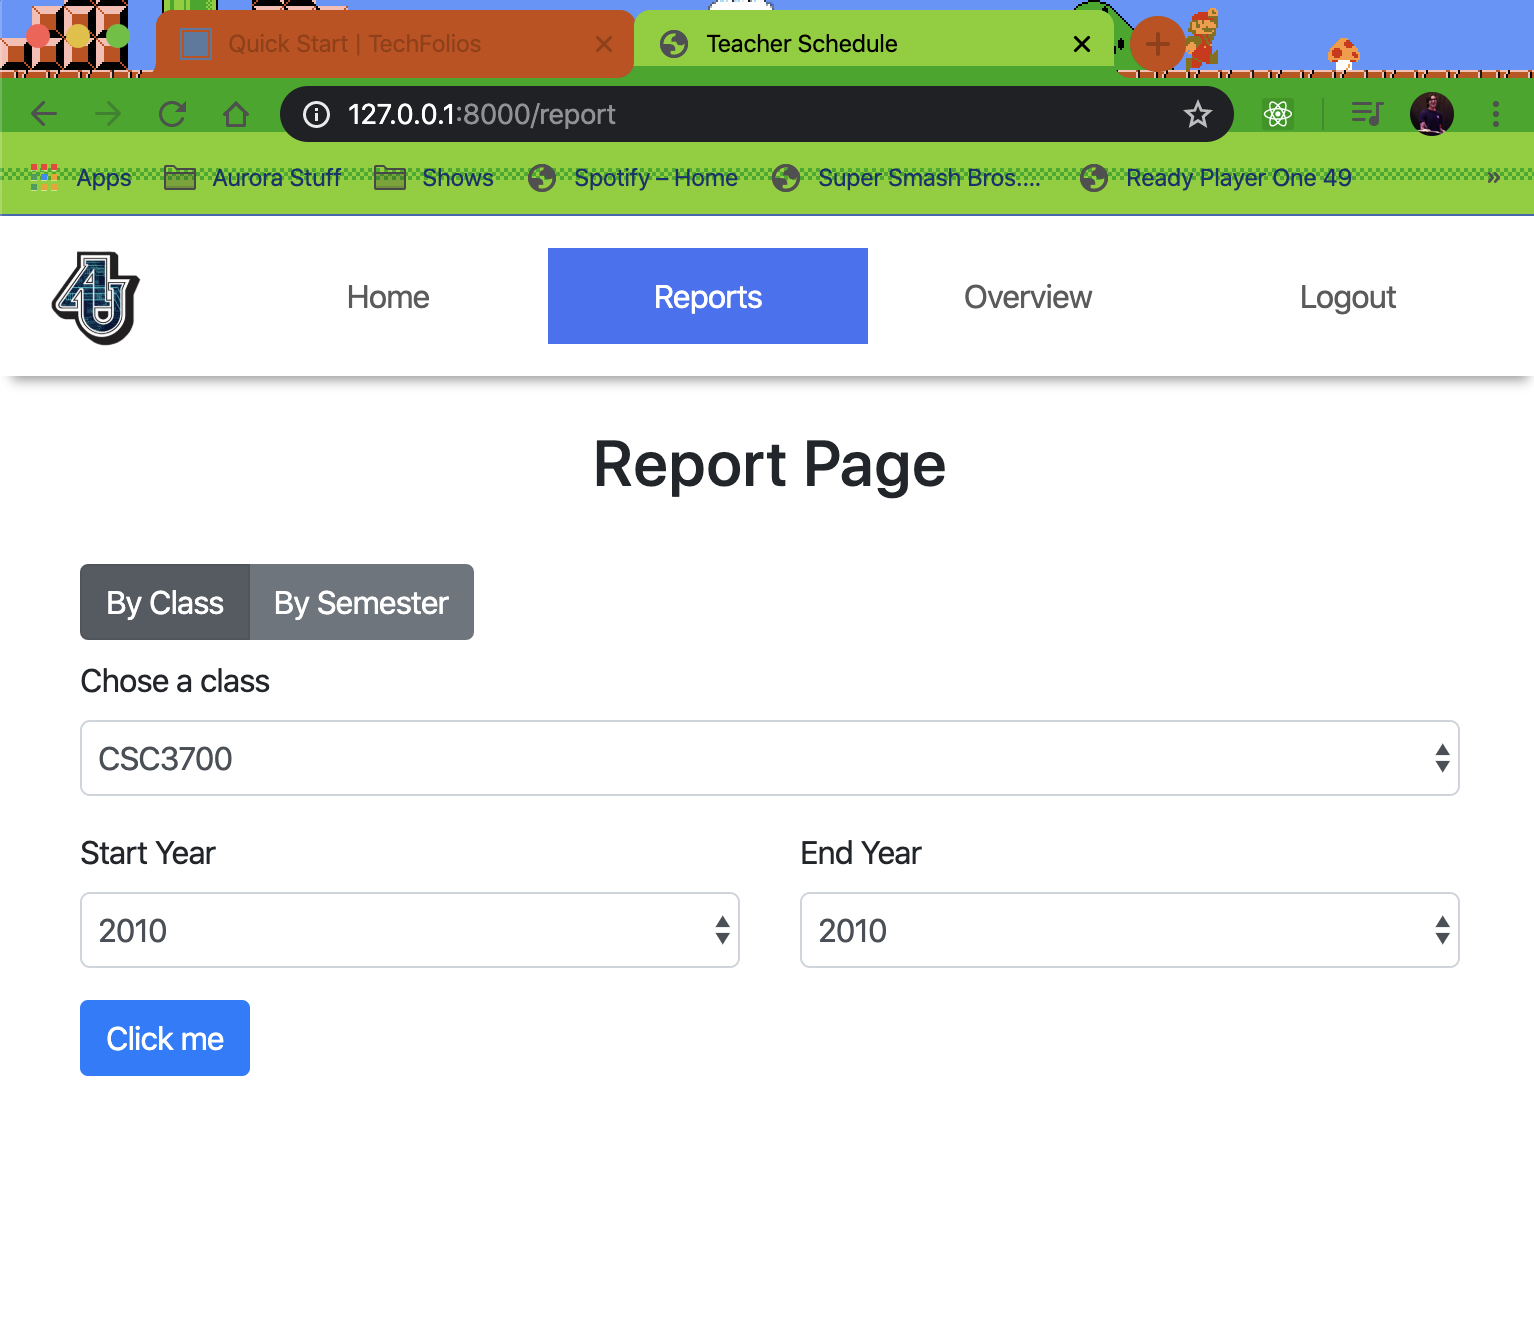 Quick Start | TechFolios
Teacher Schedule
127.0.0.1:8000/report
Apps Aurora Stuff Shows Spotify – Home Super Smash Bros.... Ready Player One 49 »
AU Home Reports Overview Logout
Report Page
By Class By Semester
Chose a class
CSC3700
Start Year End Year
2010 2010
Click me